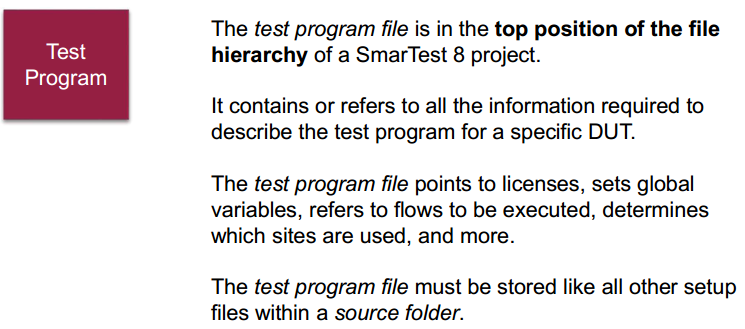 Test
Program
The test program file is in the top position of the file
hierarchy of a SmarTest 8 project.
It contains or refers to all the information required to
describe the test program for a specific DUT.
The test program file points to licenses, sets global
variables, refers to flows to be executed, determines
which sites are used, and more.
The test program file must be stored like all other setup
files within a source folder.